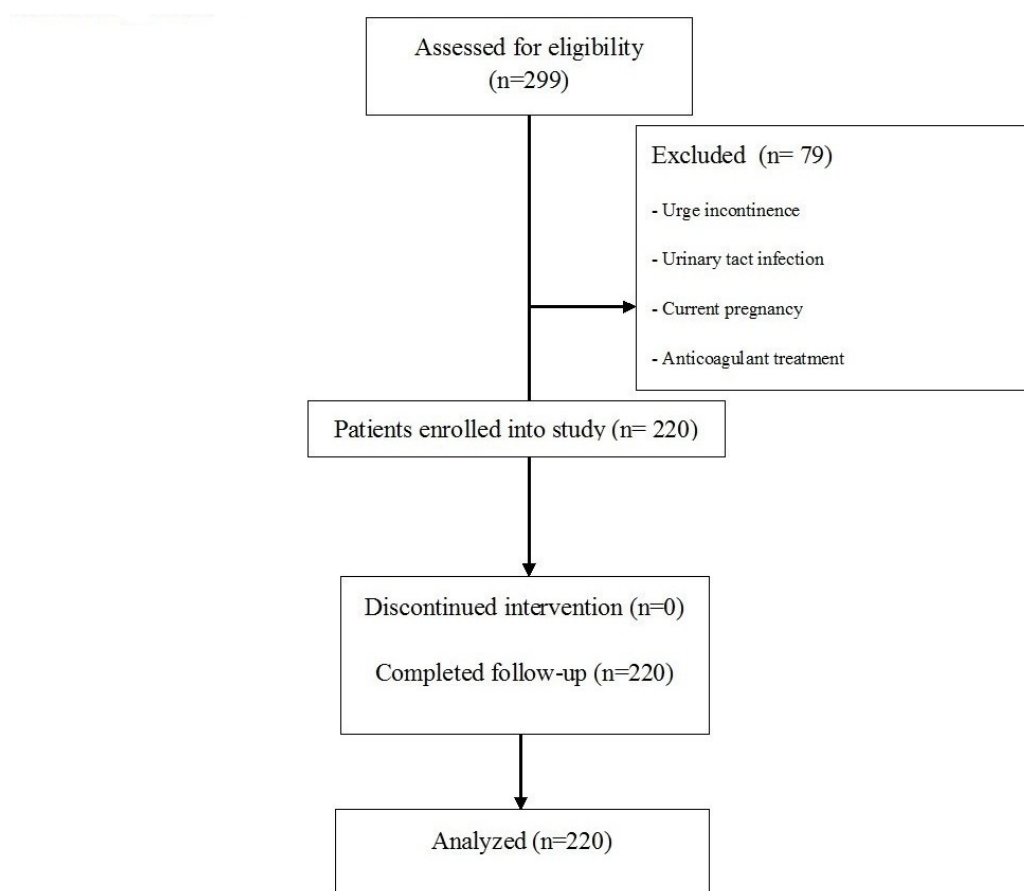 Assessed for eligibility
(n=299)
Excluded (n= 79)
- Urge incontinence
- Urinary tact infection
- Current pregnancy
- Anticoagulant treatment
Patients enrolled into study (n= 220)
Discontinued intervention (n=0)
Completed follow-up (n=220)
Analyzed (n=220)